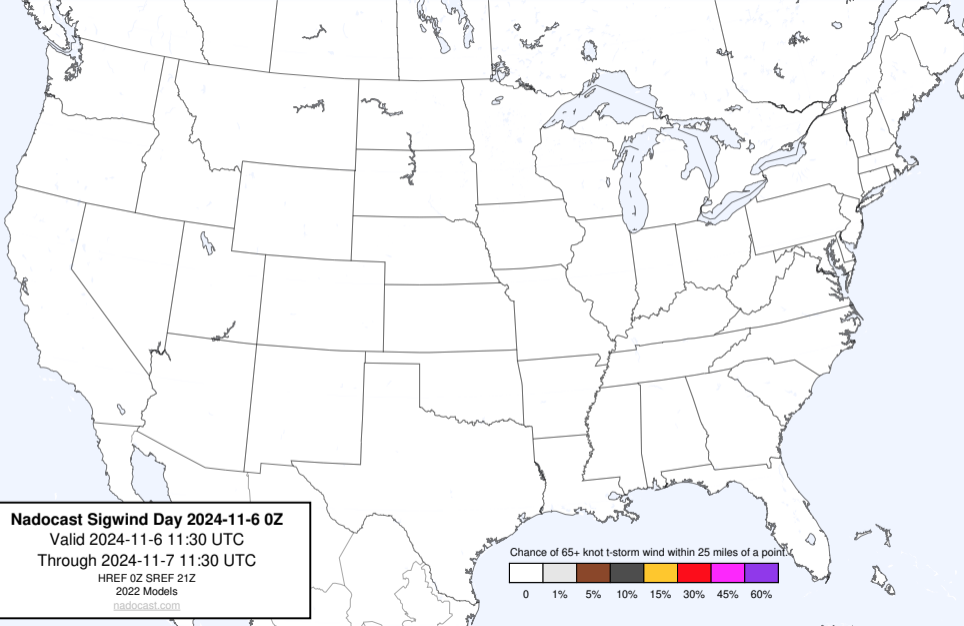 Nadocast Sigwind Day 2024-11-6 0Z
Valid 2024-11-6 11:30 UTC
Through 2024-11-7 11:30 UTC
HREF 0Z SREF 21Z
2022 Models
nadocast.com
Chance of 65+ knot t-storm wind within 25 miles of a point.
0 1% 5% 10% 15% 30% 45% 60%